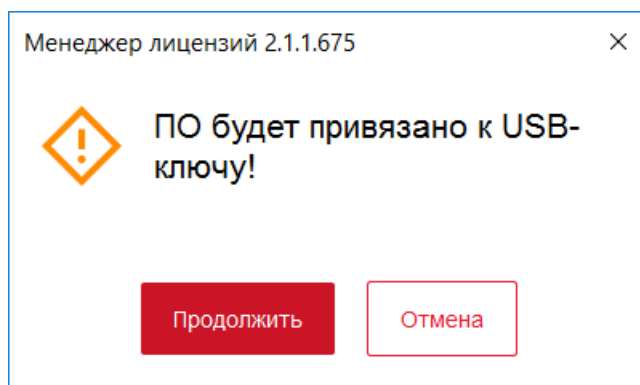 Менеджер лицензий 2.1.1.675
ПО будет привязано к USB-
ключу!
Продолжить
Отмена